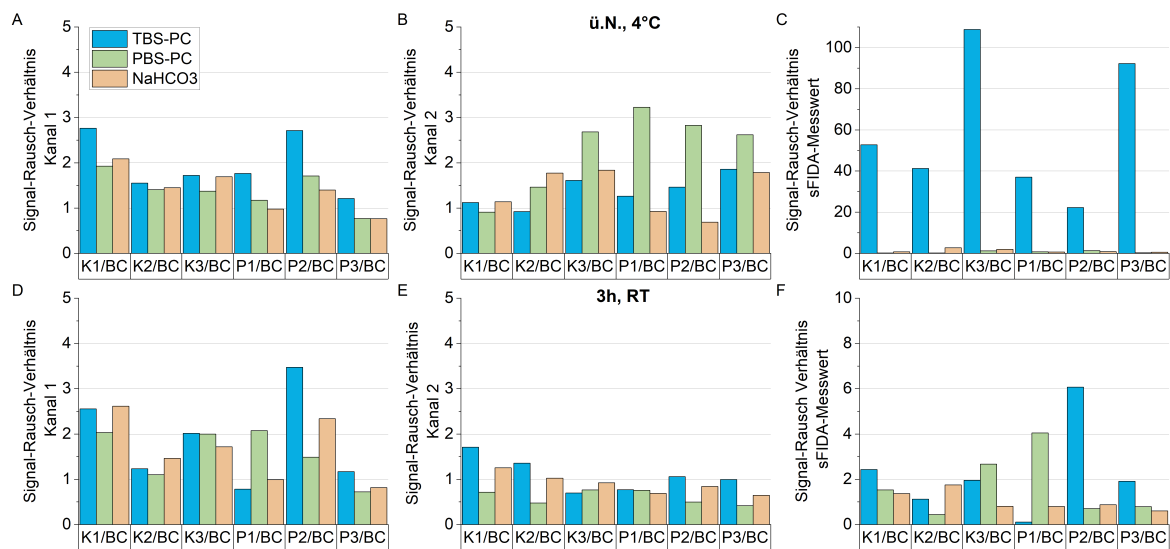 A
Signal-Rausch-Verhältnis
Kanal 1
5
4
3
2
1
0
TBS-PC
PBS-PC
NaHCO3
K1/BC K2/BC K3/BC P1/BC P2/BC P3/BC
B
ü.N., 4°C
Signal-Rausch-Verhältnis
Kanal 2
5
4
3
2
1
0
K1/BC K2/BC K3/BC P1/BC P2/BC P3/BC
C
Signal-Rausch-Verhältnis
sFIDA-Messwert
100
80
60
40
20
0
K1/BC K2/BC K3/BC P1/BC P2/BC P3/BC
D
Signal-Rausch-Verhältnis
Kanal 1
5
4
3
2
1
0
K1/BC K2/BC K3/BC P1/BC P2/BC P3/BC
E
3h, RT
Signal-Rausch-Verhältnis
Kanal 2
5
4
3
2
1
0
K1/BC K2/BC K3/BC P1/BC P2/BC P3/BC
F
Signal-Rausch Verhältnis
sFIDA-Messwert
10
8
6
4
2
0
K1/BC K2/BC K3/BC P1/BC P2/BC P3/BC